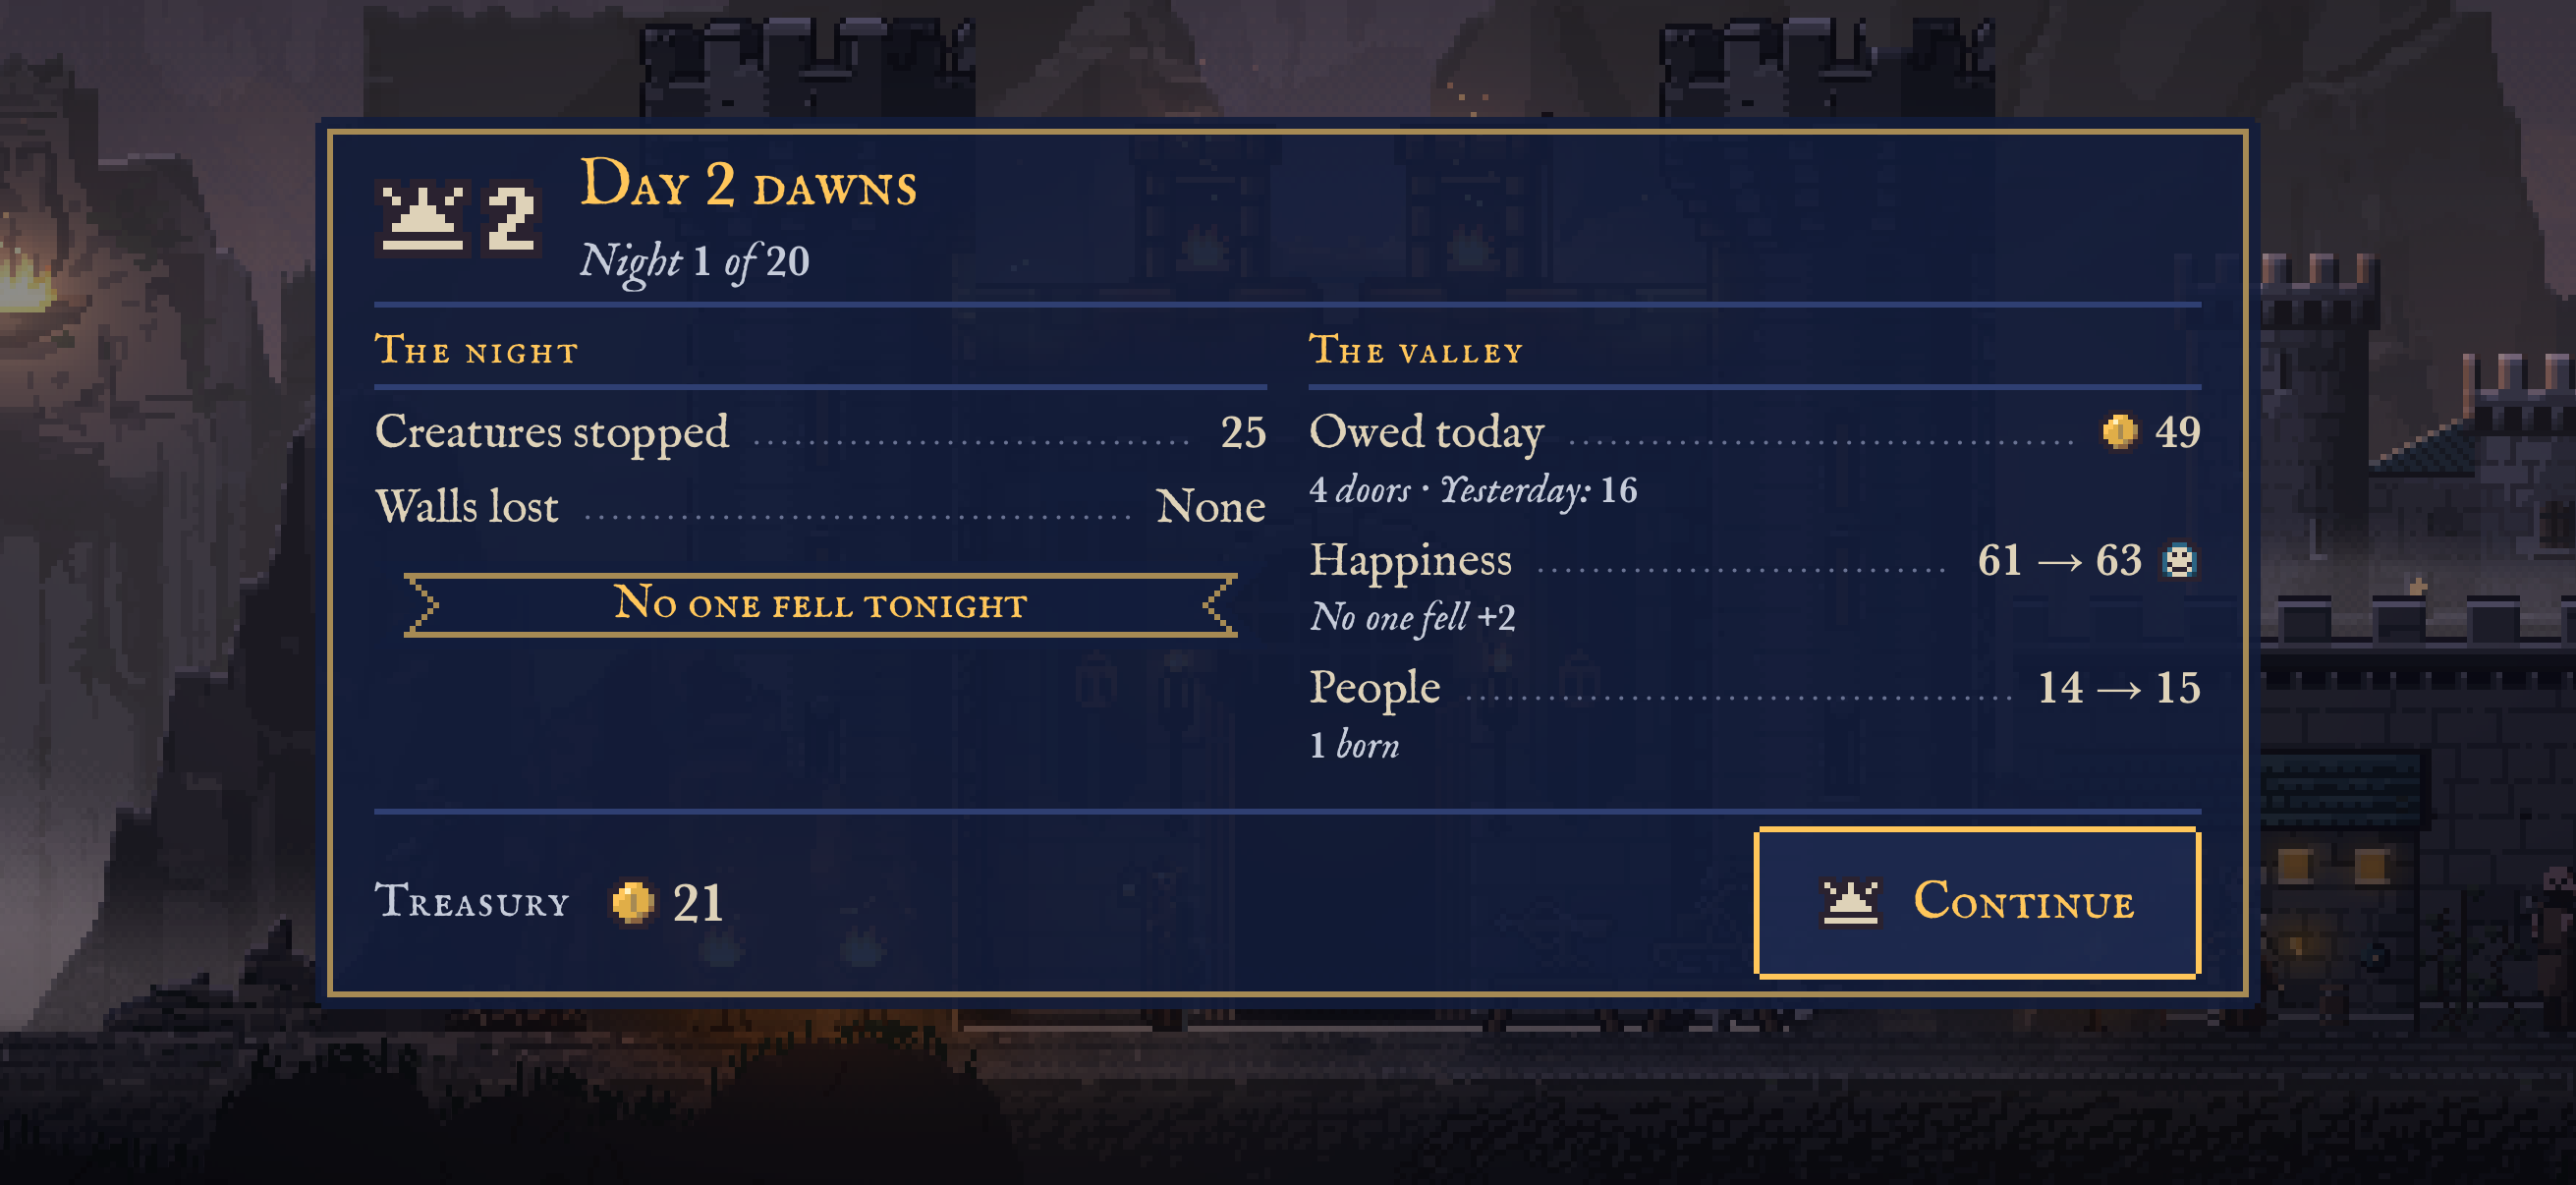 2
Day 2 dawns
Night 1 of 20
The night
Creatures stopped 25
Walls lost None
No one fell tonight
The valley
Owed today 49
4 doors · Yesterday: 16
Happiness 61 → 63
No one fell +2
People 14 → 15
1 born
Treasury 21
Continue